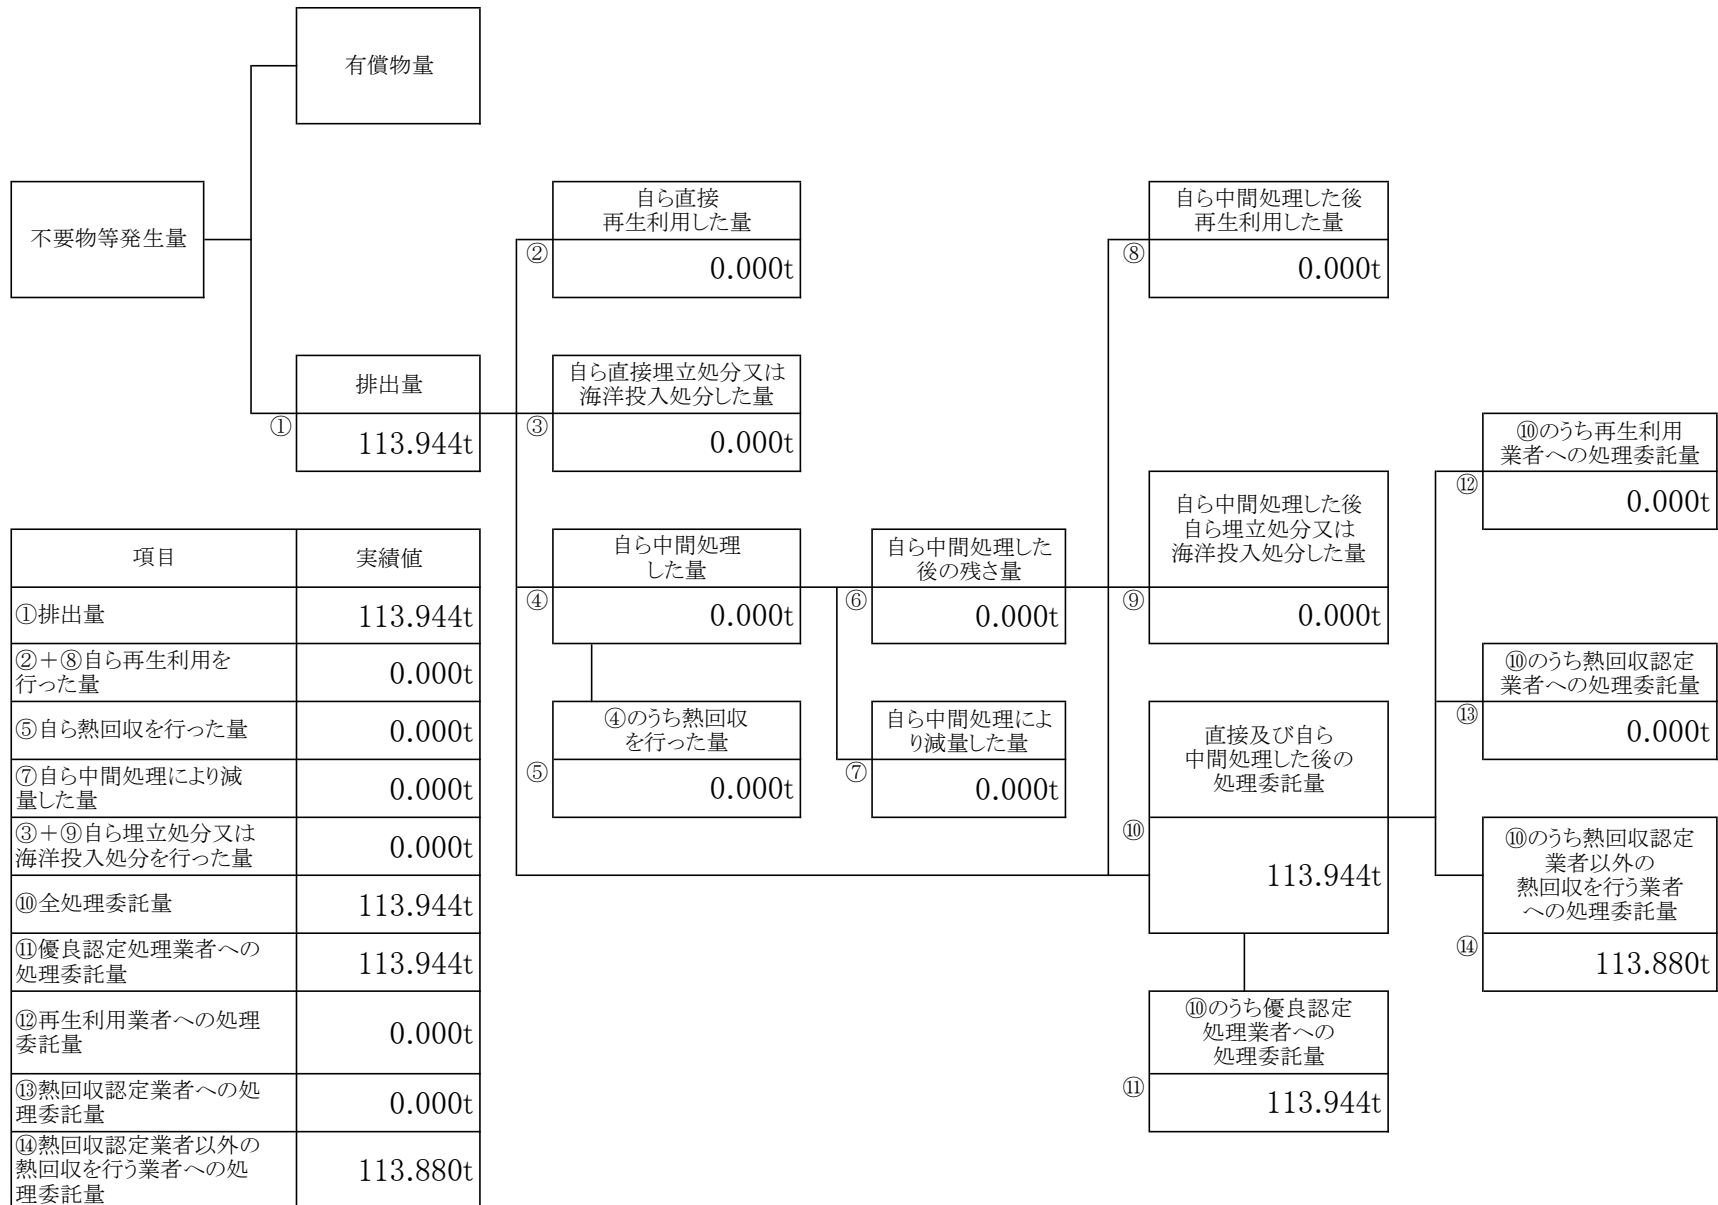 有償物量
不要物等発生量
排出量
①
113.944t
自ら直接
再生利用した量
②
0.000t
自ら直接埋立処分又は
海洋投入処分した量
③
0.000t
自ら中間処理
した量
④
0.000t
④のうち熱回収
を行った量
⑤
0.000t
自ら中間処理した
後の残さ量
⑥
0.000t
自ら中間処理によ
り減量した量
⑦
0.000t
自ら中間処理した後
再生利用した量
⑧
0.000t
自ら中間処理した後
自ら埋立処分又は
海洋投入処分した量
⑨
0.000t
直接及び自ら
中間処理した後の
処理委託量
⑩
113.944t
⑩のうち優良認定
処理業者への
処理委託量
⑪
113.944t
⑩のうち再生利用
業者への処理委託量
⑫
0.000t
⑩のうち熱回収認定
業者への処理委託量
⑬
0.000t
⑩のうち熱回収認定
業者以外の
熱回収を行う業者
への処理委託量
⑭
113.880t
項目 実績値
①排出量 113.944t
②＋⑧自ら再生利用を
行った量 0.000t
⑤自ら熱回収を行った量 0.000t
⑦自ら中間処理により減
量した量 0.000t
③＋⑨自ら埋立処分又は
海洋投入処分を行った量 0.000t
⑩全処理委託量 113.944t
⑪優良認定処理業者への
処理委託量 113.944t
⑫再生利用業者への処理
委託量 0.000t
⑬熱回収認定業者への処
理委託量 0.000t
⑭熱回収認定業者以外の
熱回収を行う業者への処
理委託量 113.880t